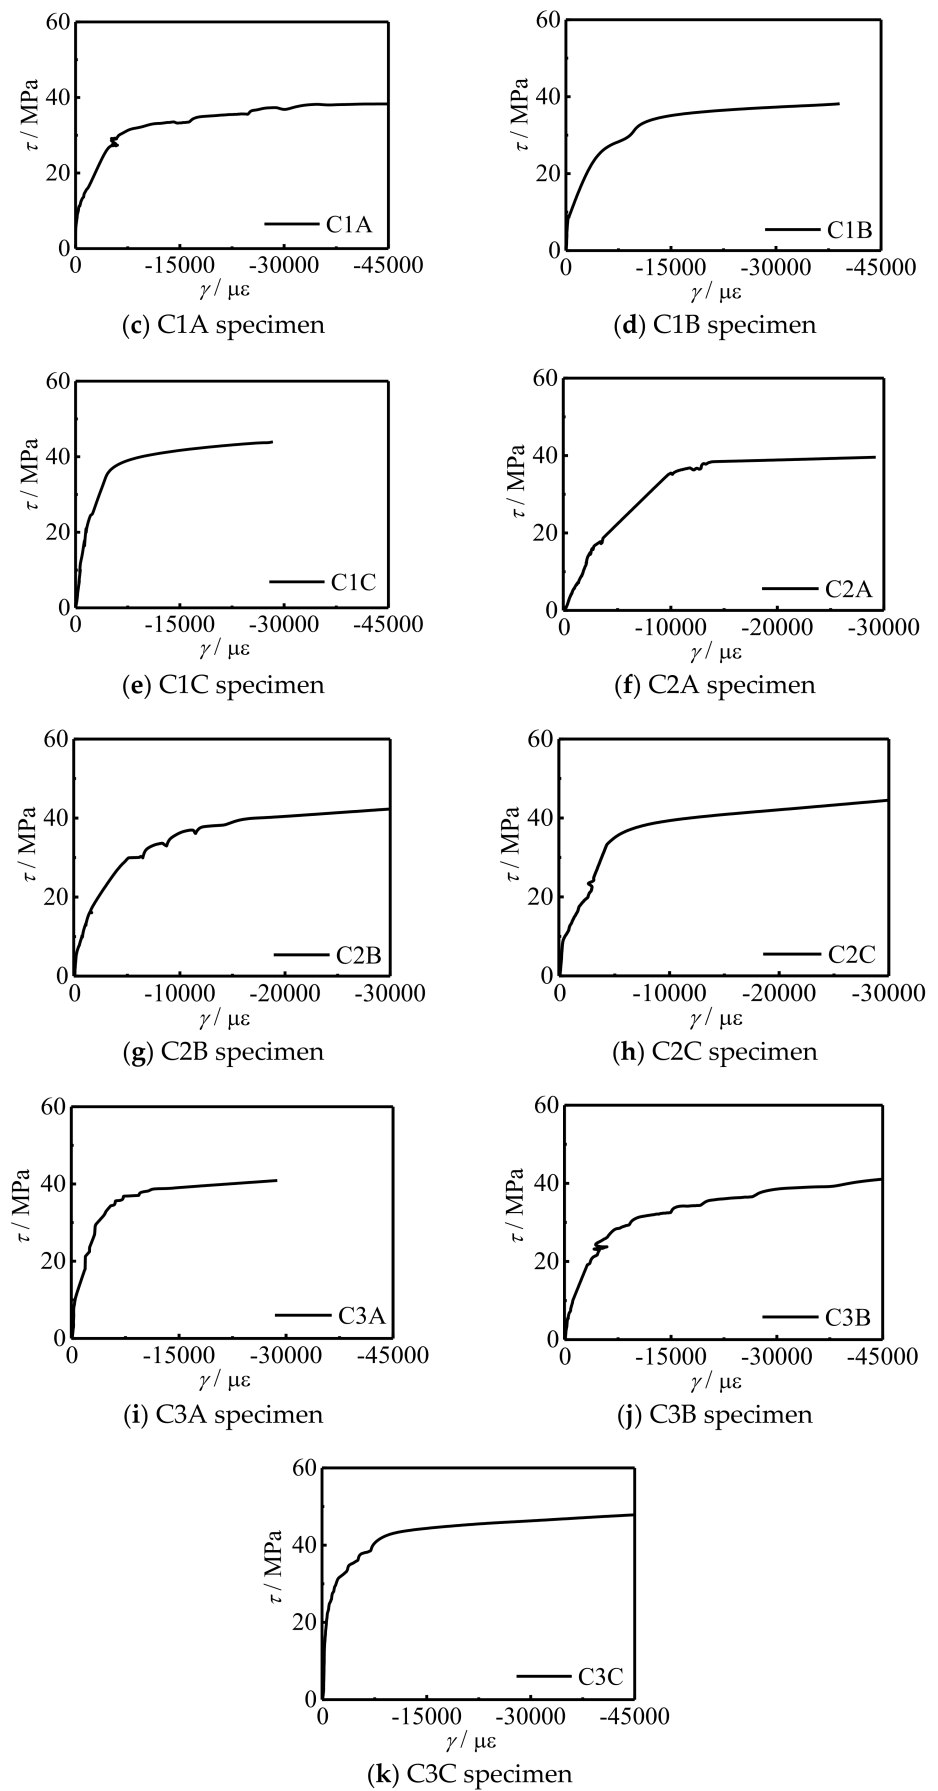 60
40
20
0
τ / MPa
C1A
0 -15000 -30000 -45000
γ / με
(c) C1A specimen
60
40
20
0
τ / MPa
C1B
0 -15000 -30000 -45000
γ / με
(d) C1B specimen
60
40
20
0
τ / MPa
C1C
0 -15000 -30000 -45000
γ / με
(e) C1C specimen
60
40
20
0
τ / MPa
C2A
0 -10000 -20000 -30000
γ / με
(f) C2A specimen
60
40
20
0
τ / MPa
C2B
0 -10000 -20000 -30000
γ / με
(g) C2B specimen
60
40
20
0
τ / MPa
C2C
0 -10000 -20000 -30000
γ / με
(h) C2C specimen
60
40
20
0
τ / MPa
C3A
0 -15000 -30000 -45000
γ / με
(i) C3A specimen
60
40
20
0
τ / MPa
C3B
0 -15000 -30000 -45000
γ / με
(j) C3B specimen
60
40
20
0
τ / MPa
C3C
0 -15000 -30000 -45000
γ / με
(k) C3C specimen